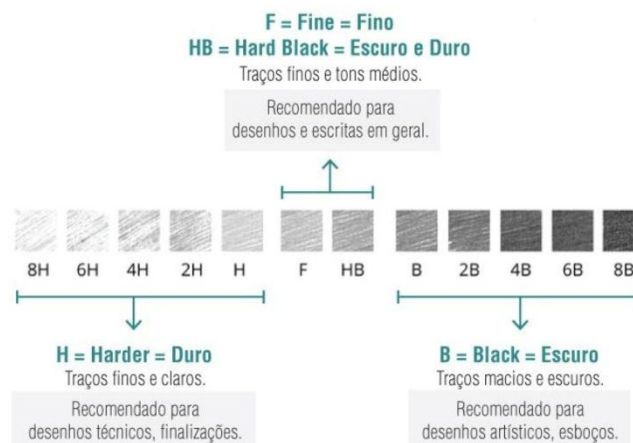 F = Fine = Fino
HB = Hard Black = Escuro e Duro
Traços finos e tons médios.
Recomendado para
desenhos e escritas em geral.
8H 6H 4H 2H H F HB B 2B 4B 6B 8B
H = Harder = Duro
Traços finos e claros.
Recomendado para
desenhos técnicos, finalizações.
B = Black = Escuro
Traços macios e escuros.
Recomendado para
desenhos artísticos, esboços.